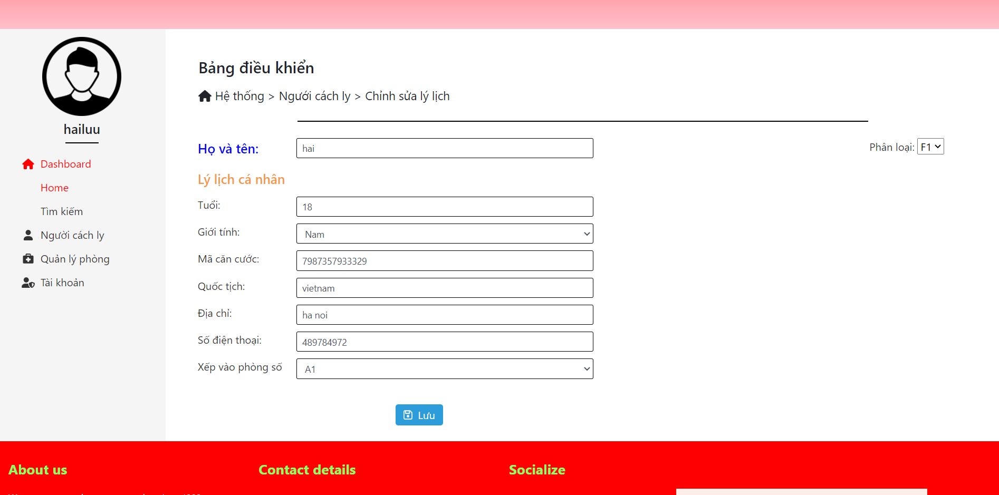 hailuu
Dashboard
Home
Tìm kiếm
Người cách ly
Quản lý phòng
Tài khoản
Bảng điều khiển
Hệ thống > Ngưới cách ly > Chỉnh sửa lý lịch
Họ và tên: hai
Phân loại: F1
Lý lịch cá nhân
Tuổi: 18
Giới tính: Nam
Mã căn cước: 7987357933329
Quốc tịch: vietnam
Địa chỉ: ha noi
Số điện thoại: 489784972
Xếp vào phòng số A1
Lưu
About us
Contact details
Socialize